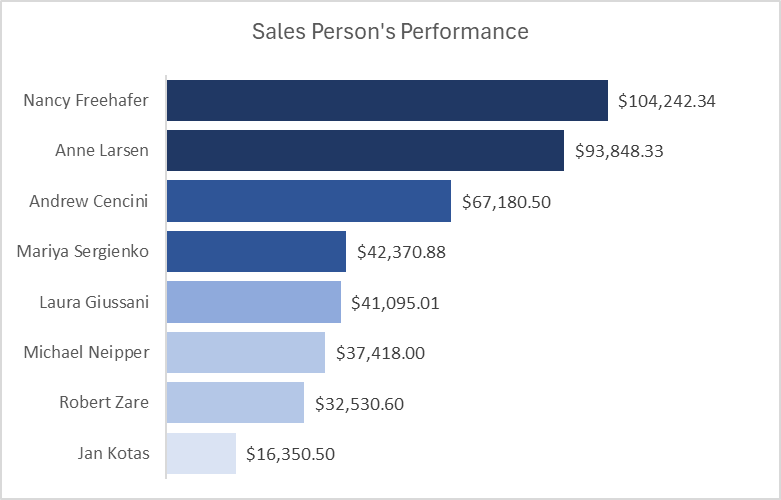 Sales Person's Performance
Nancy Freehafer $104,242.34
Anne Larsen $93,848.33
Andrew Cencini $67,180.50
Mariya Sergienko $42,370.88
Laura Giussani $41,095.01
Michael Neipper $37,418.00
Robert Zare $32,530.60
Jan Kotas $16,350.50